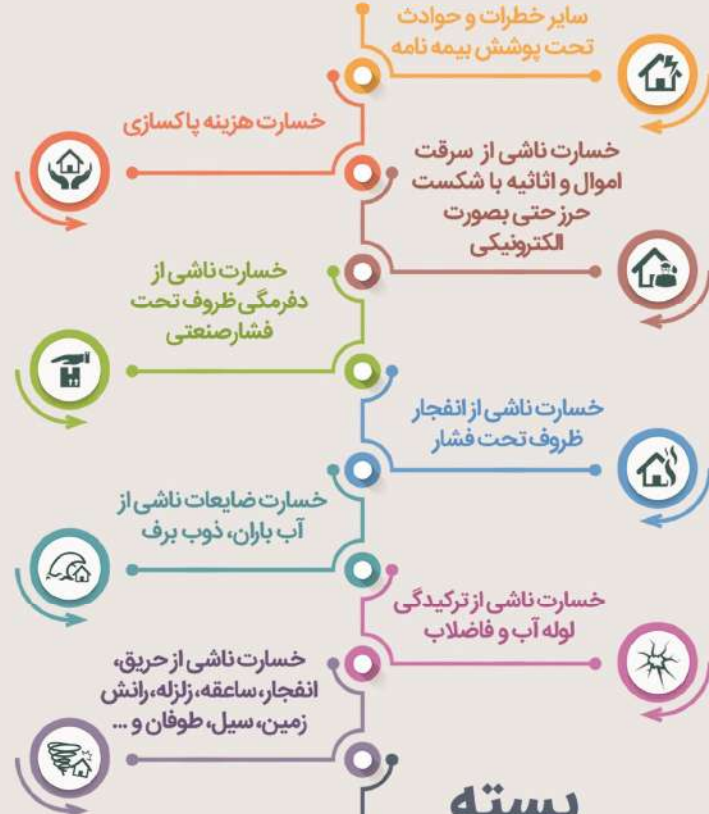 سایر خطرات و حوادث
تحت پوشش بیمه نامه
خسارت هزینه پاکسازی
خسارت ناشی از سرقت
اموال و اثاثیه با شکست
حرز حتی بصورت
الکترونیکی
خسارت ناشی از
دفرمگی ظروف تحت
فشار صنعتی
خسارت ناشی از انفجار
ظروف تحت فشار
خسارت ضایعات ناشی از
آب باران، ذوب برف
خسارت ناشی از ترکیدگی
لوله آب و فاضلاب
خسارت ناشی از حریق،
انفجار، ساعقه، زلزله، رانش
زمین، سیل، طوفان و ...
بسته